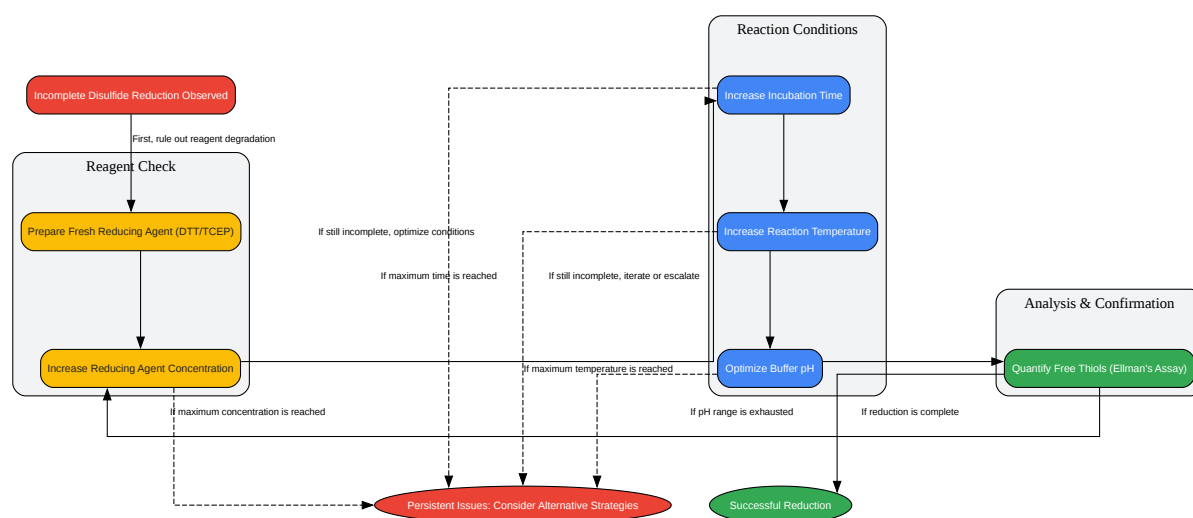 Reaction Conditions
Incomplete Disulfide Reduction Observed
Increase Incubation Time
First, rule out reagent degradation
Reagent Check
Prepare Fresh Reducing Agent (DTT/TCEP)
If still incomplete, optimize conditions
Increase Reaction Temperature
If maximum time is reached
If still incomplete, iterate or escalate
Analysis & Confirmation
Increase Reducing Agent Concentration
If maximum temperature is reached
Optimize Buffer pH
Quantify Free Thiols (Ellman's Assay)
If maximum concentration is reached
If pH range is exhausted
If reduction is complete
Persistent Issues: Consider Alternative Strategies
Successful Reduction